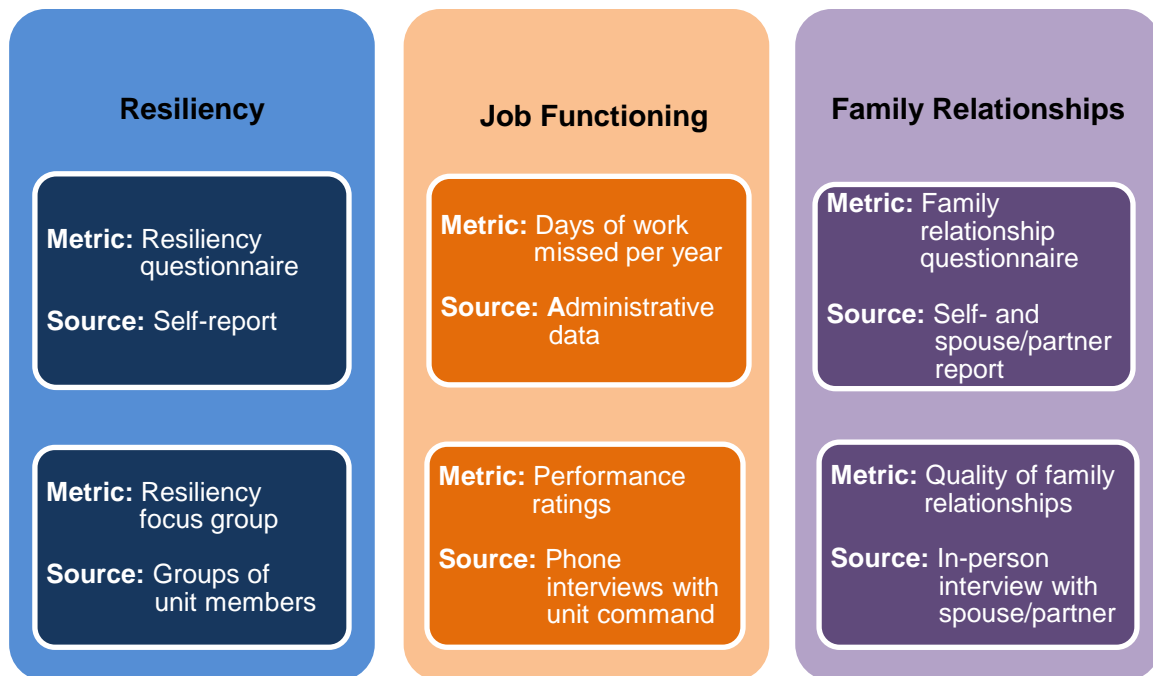 Resiliency
Metric: Resiliency
questionnaire
Source: Self-report
Metric: Resiliency
focus group
Source: Groups of
unit members
Job Functioning
Metric: Days of work
missed per year
Source: Administrative
data
Metric: Performance
ratings
Source: Phone
interviews with
unit command
Family Relationships
Metric: Family
relationship
questionnaire
Source: Self- and
spouse/partner
report
Metric: Quality of family
relationships
Source: In-person
interview with
spouse/partner